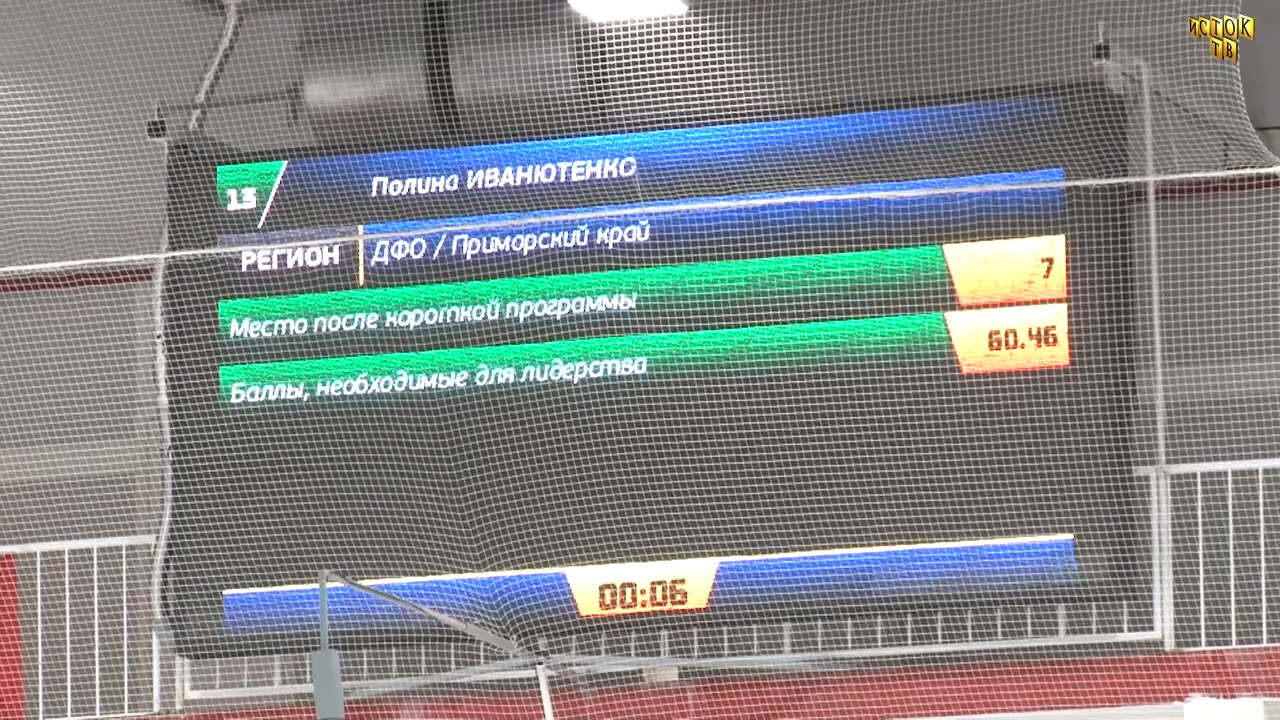 ИСТОК
ТВ
13 Полина ИВАНЮТЕНКО
РЕГИОН ДФО / Приморский край
Место после короткой программы 7
Баллы, необходимые для лидерства 60.46
00:06